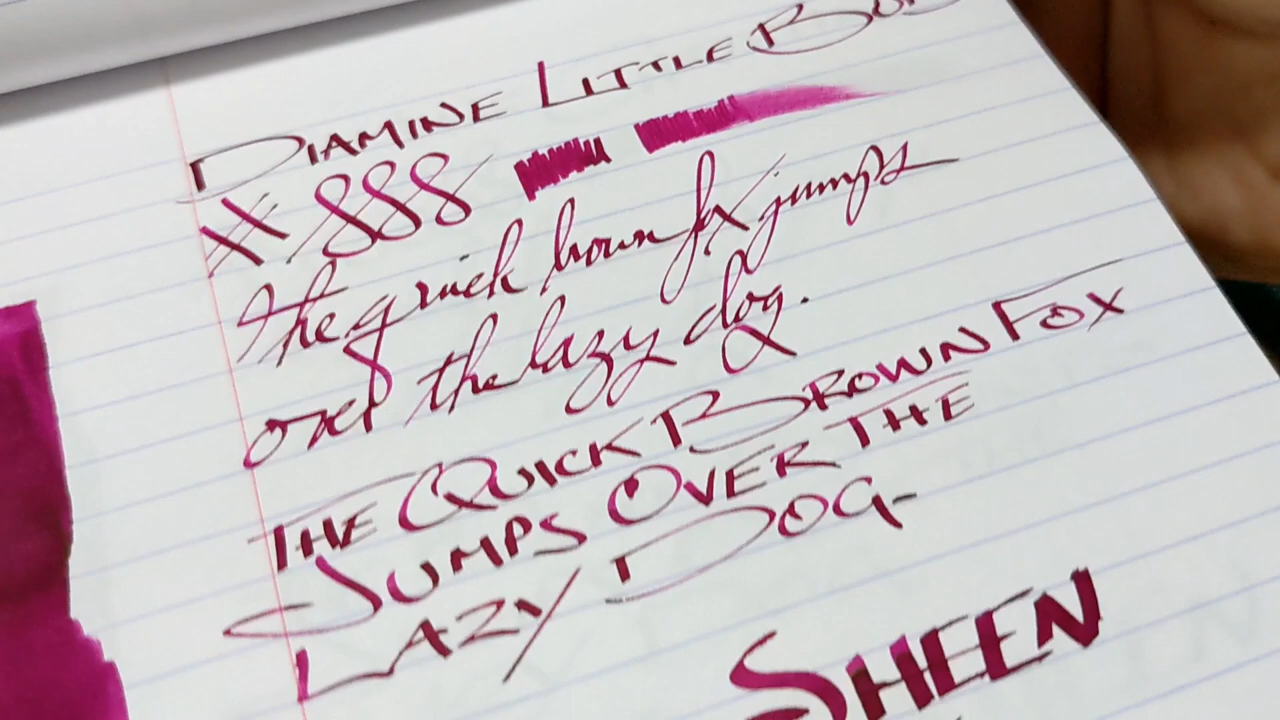 DIAMINE LITTLE
X 888
the quick brown fox jumps
over the lazy dog.
THE QUICK BROWN FOX
JUMPS OVER THE
LAZY DOG
SHEEN